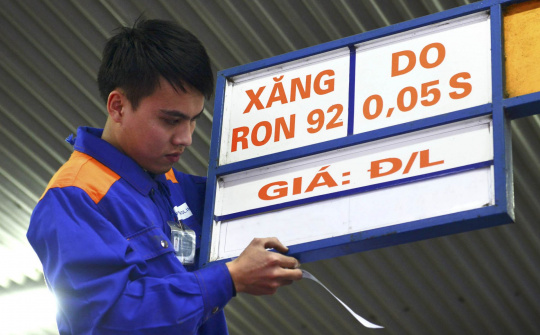 XĂNG
RON 92
DO
0,05 S
GIÁ: Đ/L